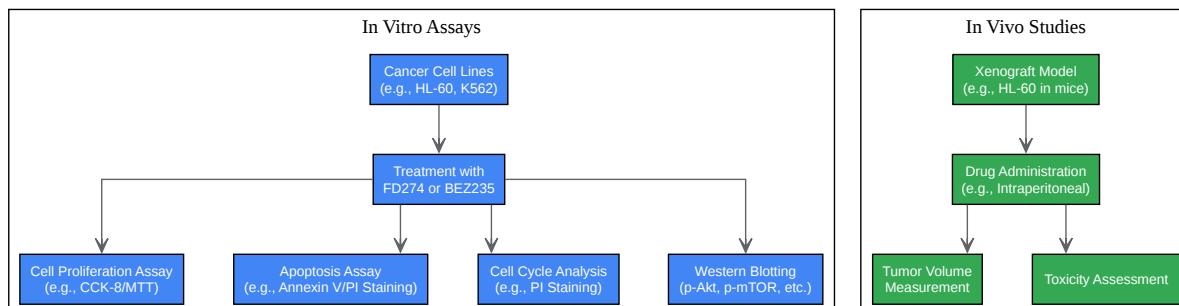 In Vitro Assays
Cancer Cell Lines
(e.g., HL-60, K562)
Treatment with
FD274 or BEZ235
Cell Proliferation Assay
(e.g., CCK-8/MTT)
Apoptosis Assay
(e.g., Annexin V/PI Staining)
Cell Cycle Analysis
(e.g., PI Staining)
Western Blotting
(p-Akt, p-mTOR, etc.)
In Vivo Studies
Xenograft Model
(e.g., HL-60 in mice)
Drug Administration
(e.g., Intraperitoneal)
Tumor Volume
Measurement
Toxicity Assessment